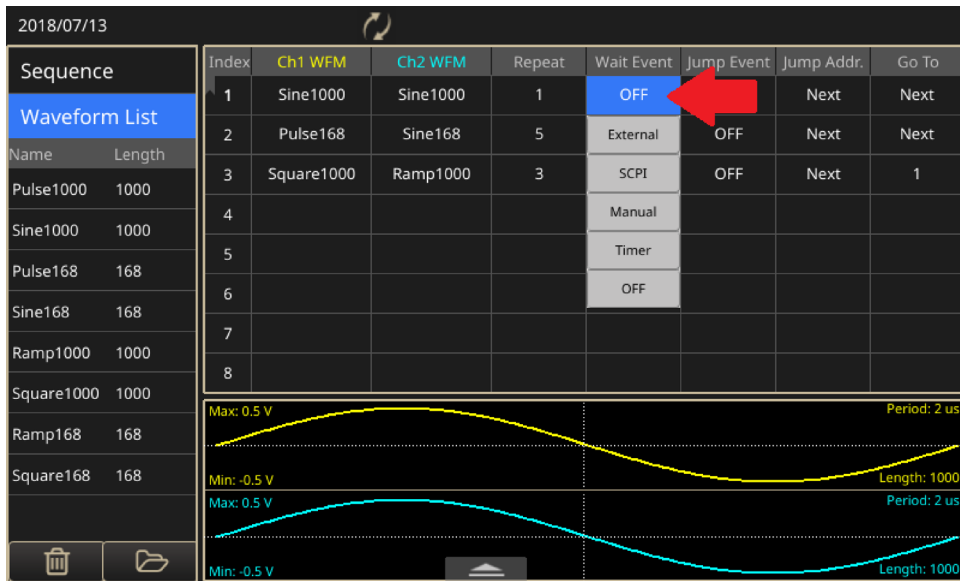 2018/07/13
Sequence
Waveform List
Name Length
Pulse1000 1000
Sine1000 1000
Pulse168 168
Sine168 168
Ramp1000 1000
Square1000 1000
Ramp168 168
Square168 168
Index Ch1 WFM Ch2 WFM Repeat Wait Event Jump Event Jump Addr. Go To
1 Sine1000 Sine1000 1 OFF Next Next
2 Pulse168 Sine168 5 External OFF Next Next
3 Square1000 Ramp1000 3 SCPI OFF Next 1
4 Manual
5 Timer
6 OFF
7
8
Max: 0.5 V Period: 2 us
Min: -0.5 V Length: 1000
Max: 0.5 V Period: 2 us
Min: -0.5 V Length: 1000